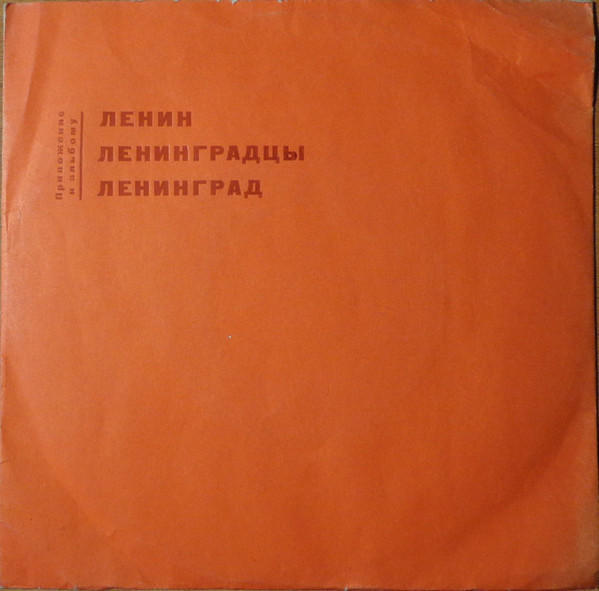 Приложение
к альбому
ЛЕНИН
ЛЕНИНГРАДЦЫ
ЛЕНИНГРАД